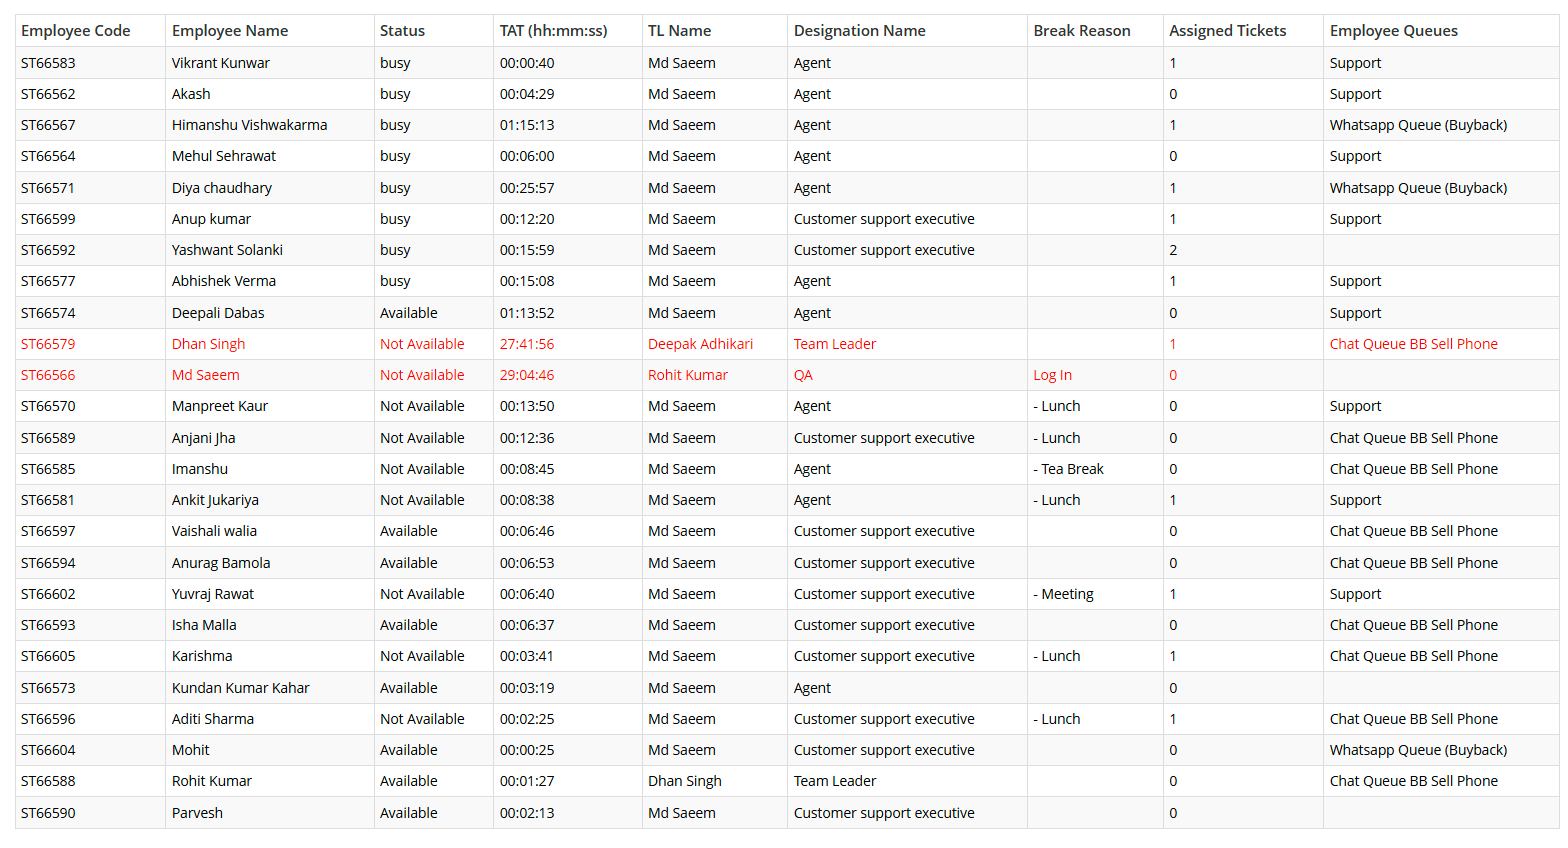 Employee Code Employee Name Status TAT (hh:mm:ss) TL Name Designation Name Break Reason Assigned Tickets Employee Queues
ST66583 Vikrant Kunwar busy 00:00:40 Md Saeem Agent 1 Support
ST66562 Akash busy 00:04:29 Md Saeem Agent 0 Support
ST66567 Himanshu Vishwakarma busy 01:15:13 Md Saeem Agent 1 Whatsapp Queue (Buyback)
ST66564 Mehul Sehrawat busy 00:06:00 Md Saeem Agent 0 Support
ST66571 Diya chaudhary busy 00:25:57 Md Saeem Agent 1 Whatsapp Queue (Buyback)
ST66599 Anup kumar busy 00:12:20 Md Saeem Customer support executive 1 Support
ST66592 Yashwant Solanki busy 00:15:59 Md Saeem Customer support executive 2
ST66577 Abhishek Verma busy 00:15:08 Md Saeem Agent 1 Support
ST66574 Deepali Dabas Available 01:13:52 Md Saeem Agent 0 Support
ST66579 Dhan Singh Not Available 27:41:56 Deepak Adhikari Team Leader 1 Chat Queue BB Sell Phone
ST66566 Md Saeem Not Available 29:04:46 Rohit Kumar QA Log In 0
ST66570 Manpreet Kaur Not Available 00:13:50 Md Saeem Agent - Lunch 0 Support
ST66589 Anjani Jha Not Available 00:12:36 Md Saeem Customer support executive - Lunch 0 Chat Queue BB Sell Phone
ST66585 Imanshu Not Available 00:08:45 Md Saeem Agent - Tea Break 0 Chat Queue BB Sell Phone
ST66581 Ankit Jukariya Not Available 00:08:38 Md Saeem Agent - Lunch 1 Support
ST66597 Vaishali walia Available 00:06:46 Md Saeem Customer support executive 0 Chat Queue BB Sell Phone
ST66594 Anurag Bamola Available 00:06:53 Md Saeem Customer support executive 0 Chat Queue BB Sell Phone
ST66602 Yuvraj Rawat Not Available 00:06:40 Md Saeem Customer support executive - Meeting 1 Support
ST66593 Isha Malla Available 00:06:37 Md Saeem Customer support executive 0 Chat Queue BB Sell Phone
ST66605 Karishma Not Available 00:03:41 Md Saeem Customer support executive - Lunch 1 Chat Queue BB Sell Phone
ST66573 Kundan Kumar Kahar Available 00:03:19 Md Saeem Agent 0
ST66596 Aditi Sharma Not Available 00:02:25 Md Saeem Customer support executive - Lunch 1 Chat Queue BB Sell Phone
ST66604 Mohit Available 00:00:25 Md Saeem Customer support executive 0 Whatsapp Queue (Buyback)
ST66588 Rohit Kumar Available 00:01:27 Dhan Singh Team Leader 0 Chat Queue BB Sell Phone
ST66590 Parvesh Available 00:02:13 Md Saeem Customer support executive 0